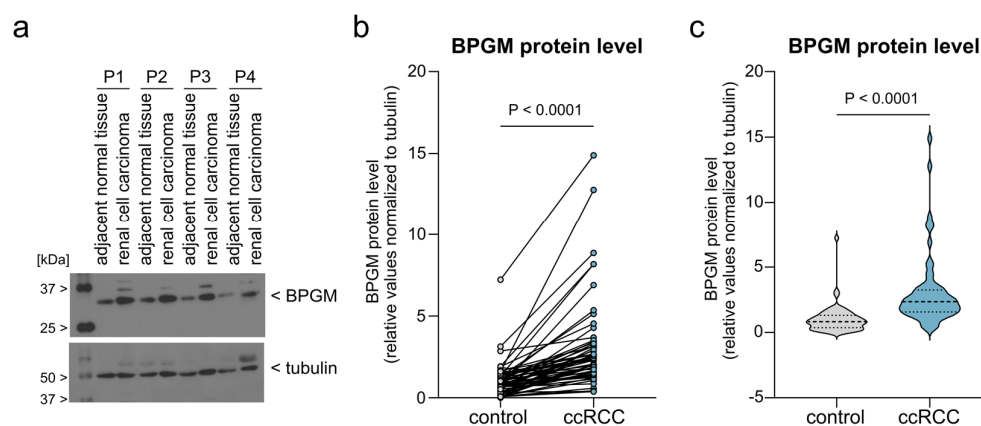 a
P1 P2 P3 P4
adjacent normal tissue
renal cell carcinoma
adjacent normal tissue
renal cell carcinoma
adjacent normal tissue
renal cell carcinoma
adjacent normal tissue
renal cell carcinoma
[kDa]
37 >
< BPGM
25 >
< tubulin
50 >
37 >
b
BPGM protein level
BPGM protein level
(relative values normalized to tubulin)
20
15
10
5
0
P < 0.0001
control ccRCC
c
BPGM protein level
BPGM protein level
(relative values normalized to tubulin)
20
15
10
5
0
-5
P < 0.0001
control ccRCC